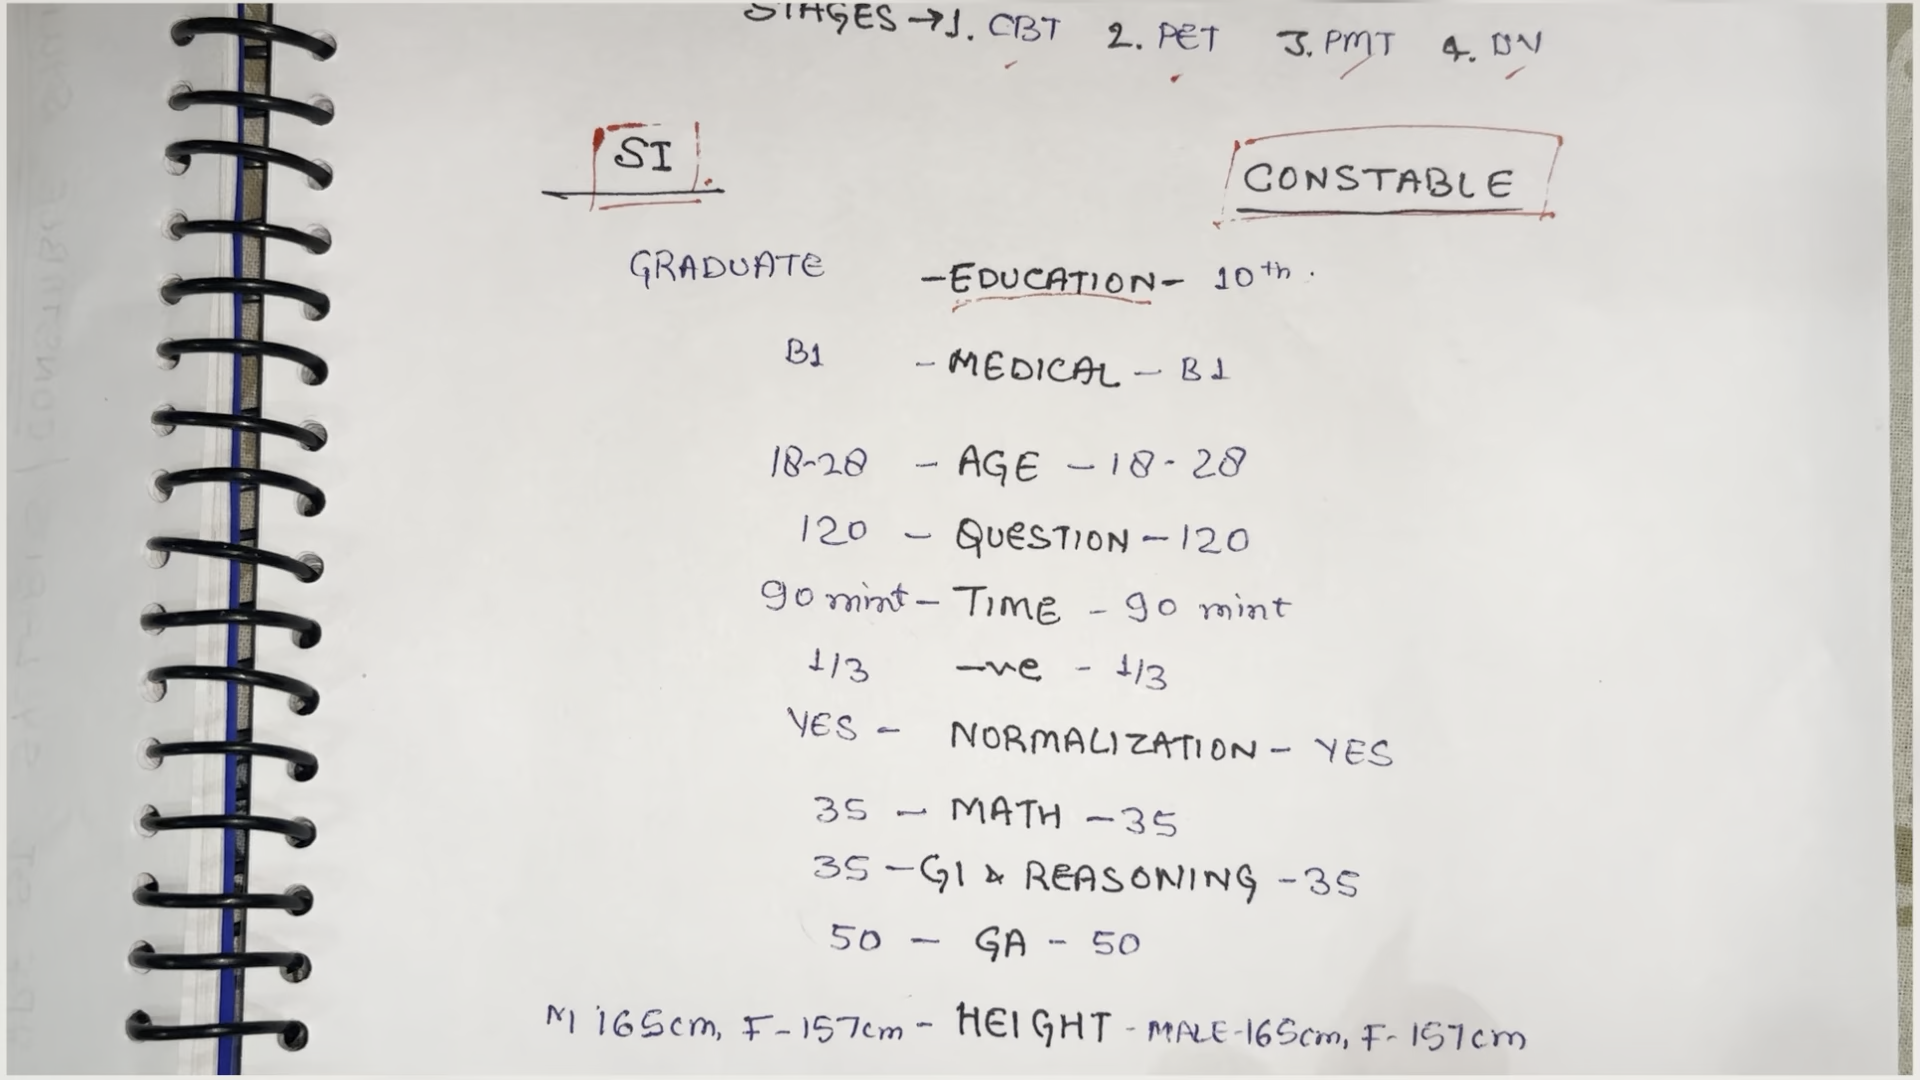 STAGES → 1. CBT 2. PET 3. PMT 4. DV
SI CONSTABLE
GRADUATE - EDUCATION - 10th.
B1 - MEDICAL - B1
18-28 - AGE - 18-28
120 - QUESTION - 120
90 mint - TIME - 90 mint
1/3 -ve - 1/3
YES - NORMALIZATION - YES
35 - MATH - 35
35 - GI & REASONING - 35
50 - GA - 50
M 165cm, F-157cm - HEIGHT - MALE-165cm, F-157cm